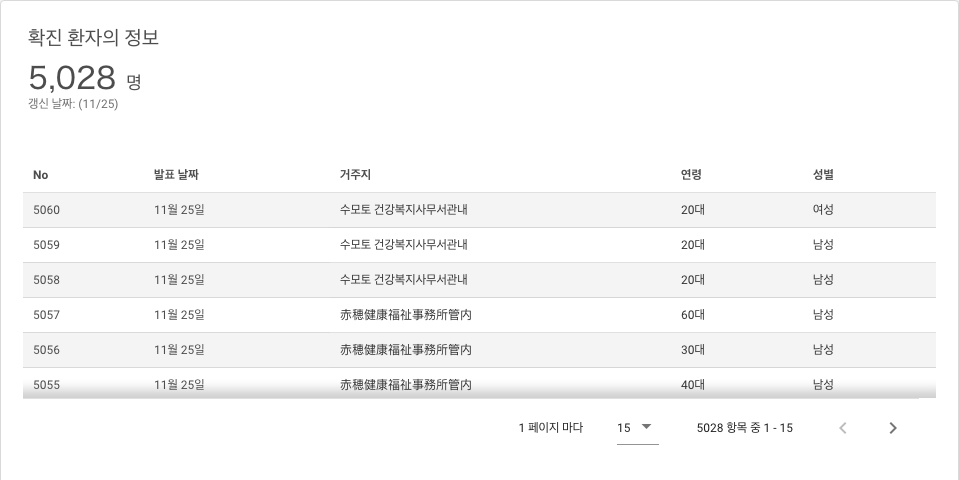 확진 환자의 정보
5,028 명
갱신 날짜: (11/25)
No 발표 날짜 거주지 연령 성별
5060 11월 25일 수모토 건강복지사무서관내 20대 여성
5059 11월 25일 수모토 건강복지사무서관내 20대 남성
5058 11월 25일 수모토 건강복지사무서관내 20대 남성
5057 11월 25일 赤穂健康福祉事務所管内 60대 남성
5056 11월 25일 赤穂健康福祉事務所管内 30대 남성
5055 11월 25일 赤穂健康福祉事務所管内 40대 남성
1 페이지 마다 15 5028 항목 중 1 - 15